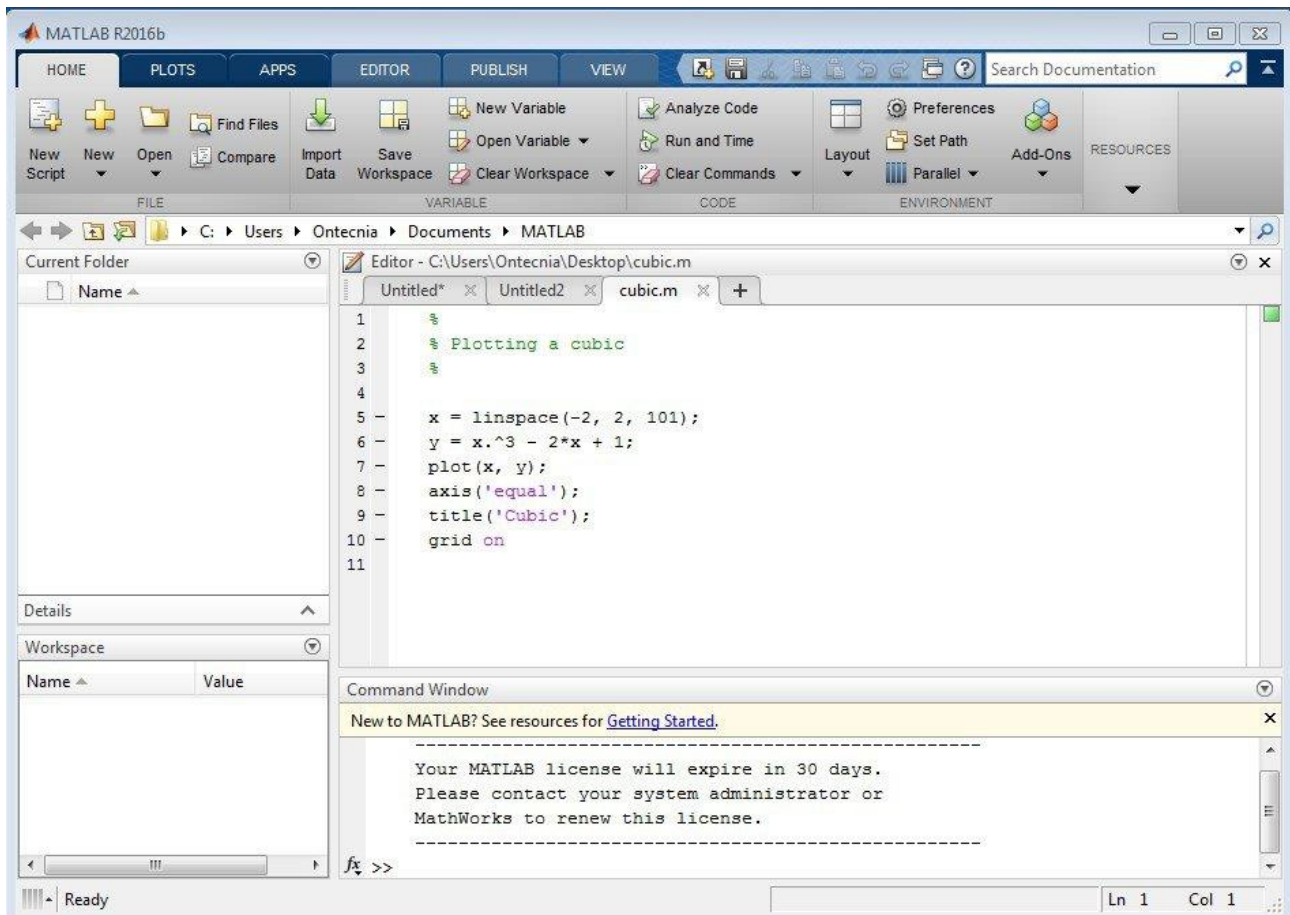 MATLAB R2016b
HOME PLOTS APPS EDITOR PUBLISH VIEW Search Documentation
New Script
New
Open
Find Files
Compare
FILE
Import Data
Save Workspace
New Variable
Open Variable
Clear Workspace
VARIABLE
Analyze Code
Run and Time
Clear Commands
CODE
Layout
Preferences
Set Path
Parallel
Add-Ons
ENVIRONMENT
RESOURCES
C: Users Ontecnia Documents MATLAB
Current Folder
Name
Details
Workspace
Name Value
Editor - C:\Users\Ontecnia\Desktop\cubic.m
Untitled* Untitled2 cubic.m +
1 %
2 % Plotting a cubic
3 %
4
5 - x = linspace(-2, 2, 101);
6 - y = x.^3 - 2*x + 1;
7 - plot(x, y);
8 - axis('equal');
9 - title('Cubic');
10 - grid on
11
Command Window
New to MATLAB? See resources for Getting Started.
-----------------------------------------------------
Your MATLAB license will expire in 30 days.
Please contact your system administrator or
MathWorks to renew this license.
-----------------------------------------------------
fx >>
Ready Ln 1 Col 1